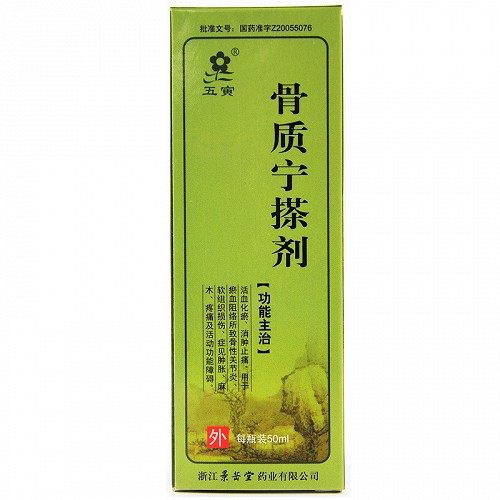 批准文号：国药准字Z20055076
®
五寅
骨质宁搽剂
【功能主治】
活血化瘀、消肿止痛。用于
瘀血阻络所致骨性关节炎、
软组织损伤、症见肿胀、麻
木、疼痛及活动功能障碍。
外
每瓶装50ml
浙江景岳堂药业有限公司